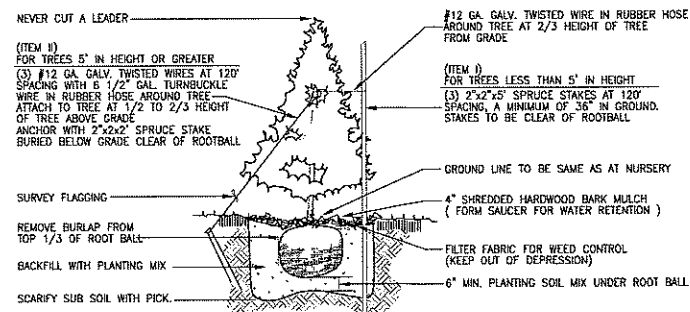 NEVER CUT A LEADER
(ITEM II)
FOR TREES 5' IN HEIGHT OR GREATER
(3) #12 GA. GALV. TWISTED WIRES AT 120'
SPACING WITH 6 1/2" GAL. TURNBUCKLE
WIRE IN RUBBER HOSE AROUND TREE
ATTACH TO TREE AT 1/2 TO 2/3 HEIGHT
OF TREE ABOVE GRADE
ANCHOR WITH 2"x2x2' SPRUCE STAKE
BURIED BELOW GRADE CLEAR OF ROOTBALL
SURVEY FLAGGING
REMOVE BURLAP FROM
TOP 1/3 OF ROOT BALL
BACKFILL WITH PLANTING MIX
SCARIFY SUB SOIL WITH PICK.
#12 GA. GALV. TWISTED WIRE IN RUBBER HOSE
AROUND TREE AT 2/3 HEIGHT OF TREE
FROM GRADE
(ITEM I)
FOR TREES LESS THAN 5' IN HEIGHT
(3) 2"x2"x5' SPRUCE STAKES AT 120'
SPACING, A MINIMUM OF 36" IN GROUND.
STAKES TO BE CLEAR OF ROOTBALL
GROUND LINE TO BE SAME AS AT NURSERY
4" SHREDDED HARDWOOD BARK MULCH
( FORM SAUCER FOR WATER RETENTION )
FILTER FABRIC FOR WEED CONTROL
(KEEP OUT OF DEPRESSION)
6" MIN. PLANTING SOIL MIX UNDER ROOT BALL